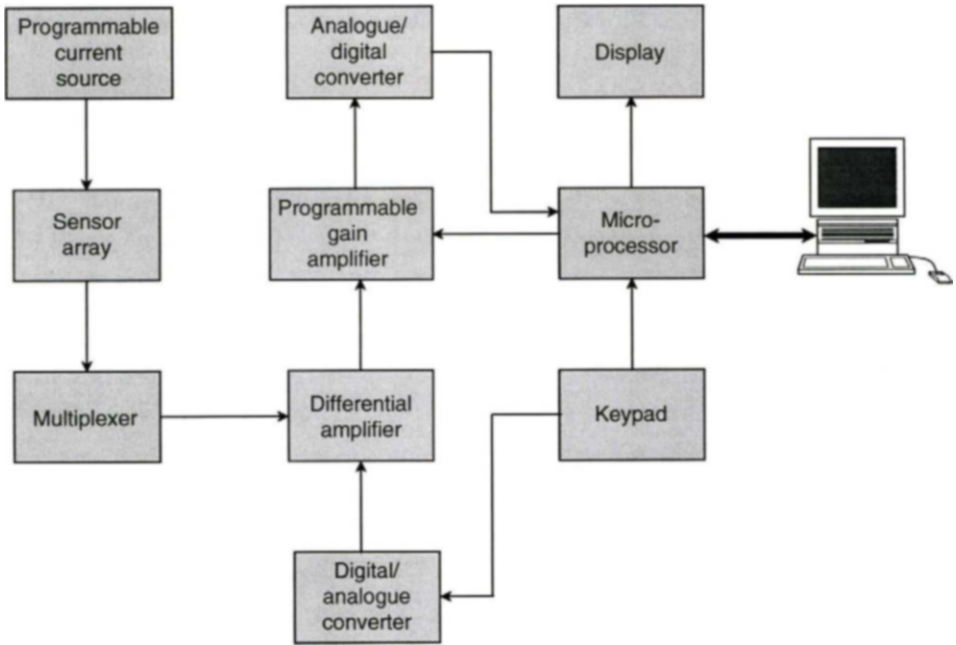 Programmable
current
source
Analogue/
digital
converter
Display
Sensor
array
Programmable
gain
amplifier
Micro-
processor
Multiplexer
Differential
amplifier
Keypad
Digital/
analogue
converter